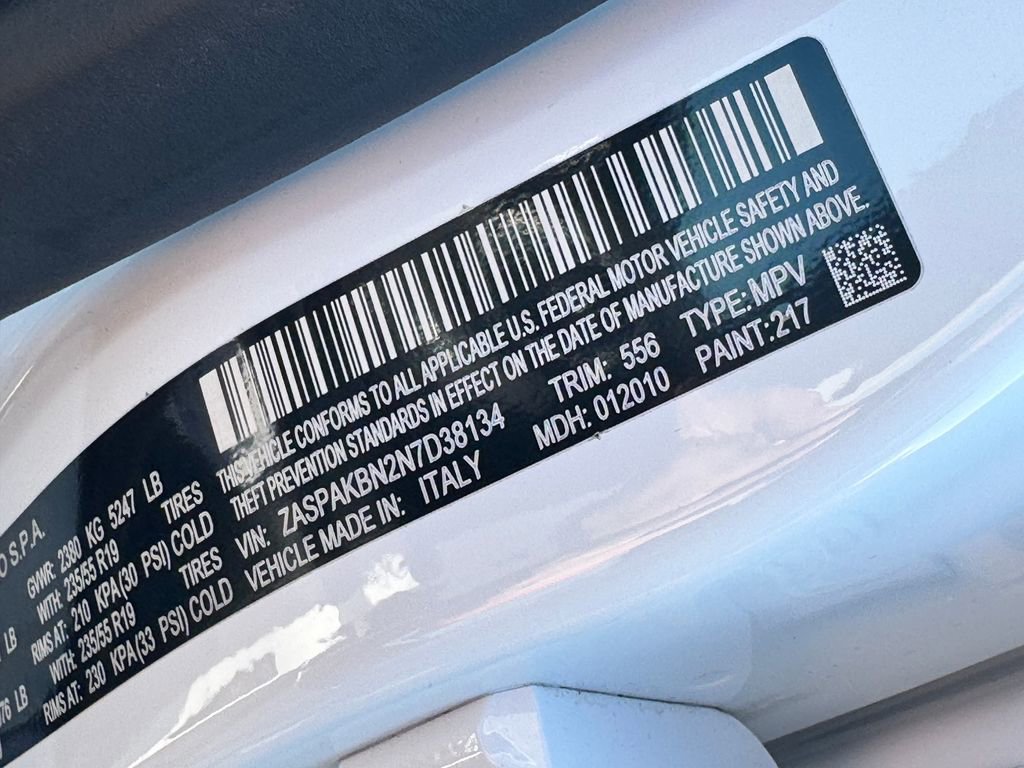 O S.P.A.
GVWR: 2380 KG 5247 LB
LB WITH: 235/55 R19 TIRES
RIMS AT: 210 KPA(30 PSI) COLD
WITH: 235/55 R19 TIRES
76 LB RIMS AT: 230 KPA(33 PSI) COLD
THIS VEHICLE CONFORMS TO ALL APPLICABLE U.S. FEDERAL MOTOR VEHICLE SAFETY AND
THEFT PREVENTION STANDARDS IN EFFECT ON THE DATE OF MANUFACTURE SHOWN ABOVE.
VIN: ZASPAKBN2N7D38134 TRIM: 556 TYPE: MPV
VEHICLE MADE IN: ITALY MDH: 012010 PAINT:217